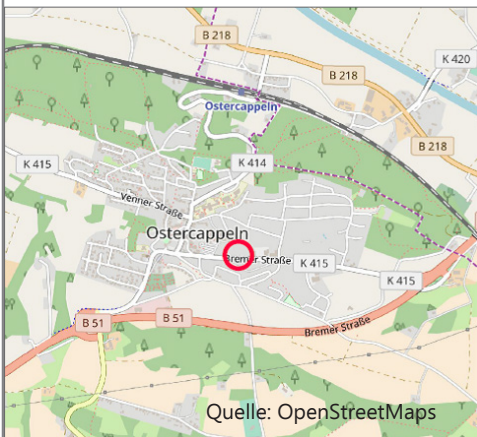 B 218
B 218
K 420
Ostercappeln
B 218
K 415
K 414
Venner Straße
Ostercappeln
Bremer Straße
K 415
K 415
B 51
B 51
Bremer Straße
Quelle: OpenStreetMaps